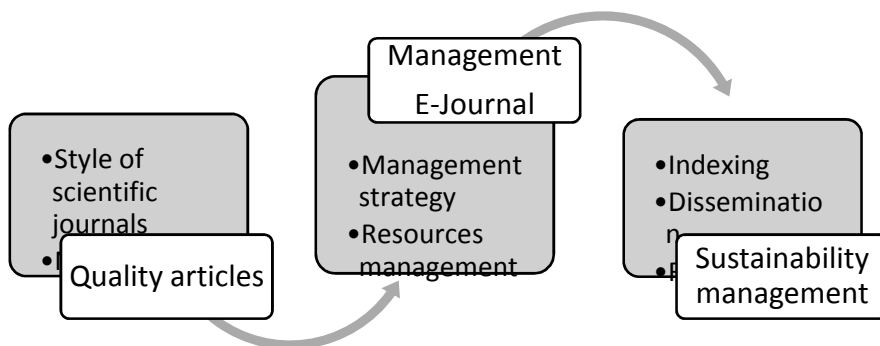 •Style of
scientific
journals
Quality articles
Management
E-Journal
•Management
strategy
•Resources
management
•Indexing
•Disseminatio
n
Sustainability
management